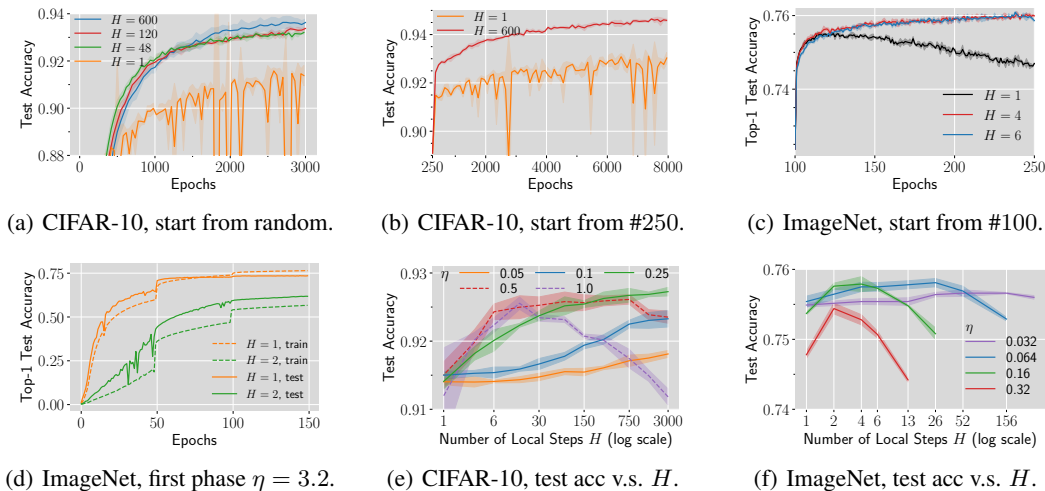 0.94
0.92
0.90
0.88
Test Accuracy
H = 600
H = 120
H = 48
H = 1
0 1000 2000 3000
Epochs
(a) CIFAR-10, start from random.
0.94
0.92
0.90
Test Accuracy
H = 1
H = 600
250 2000 4000 6000 8000
Epochs
(b) CIFAR-10, start from #250.
0.76
0.74
Top-1 Test Accuracy
H = 1
H = 4
H = 6
100 150 200 250
Epochs
(c) ImageNet, start from #100.
0.75
0.50
0.25
0.00
Top-1 Test Accuracy
H = 1, train
H = 2, train
H = 1, test
H = 2, test
0 50 100 150
Epochs
(d) ImageNet, first phase η = 3.2.
0.93
0.92
0.91
Test Accuracy
η 0.05 0.1 0.25
0.5 1.0
1 6 30 150 750 3000
Number of Local Steps H (log scale)
(e) CIFAR-10, test acc v.s. H.
0.76
0.75
0.74
Test Accuracy
η
0.032
0.064
0.16
0.32
1 2 4 6 13 26 52 156
Number of Local Steps H (log scale)
(f) ImageNet, test acc v.s. H.